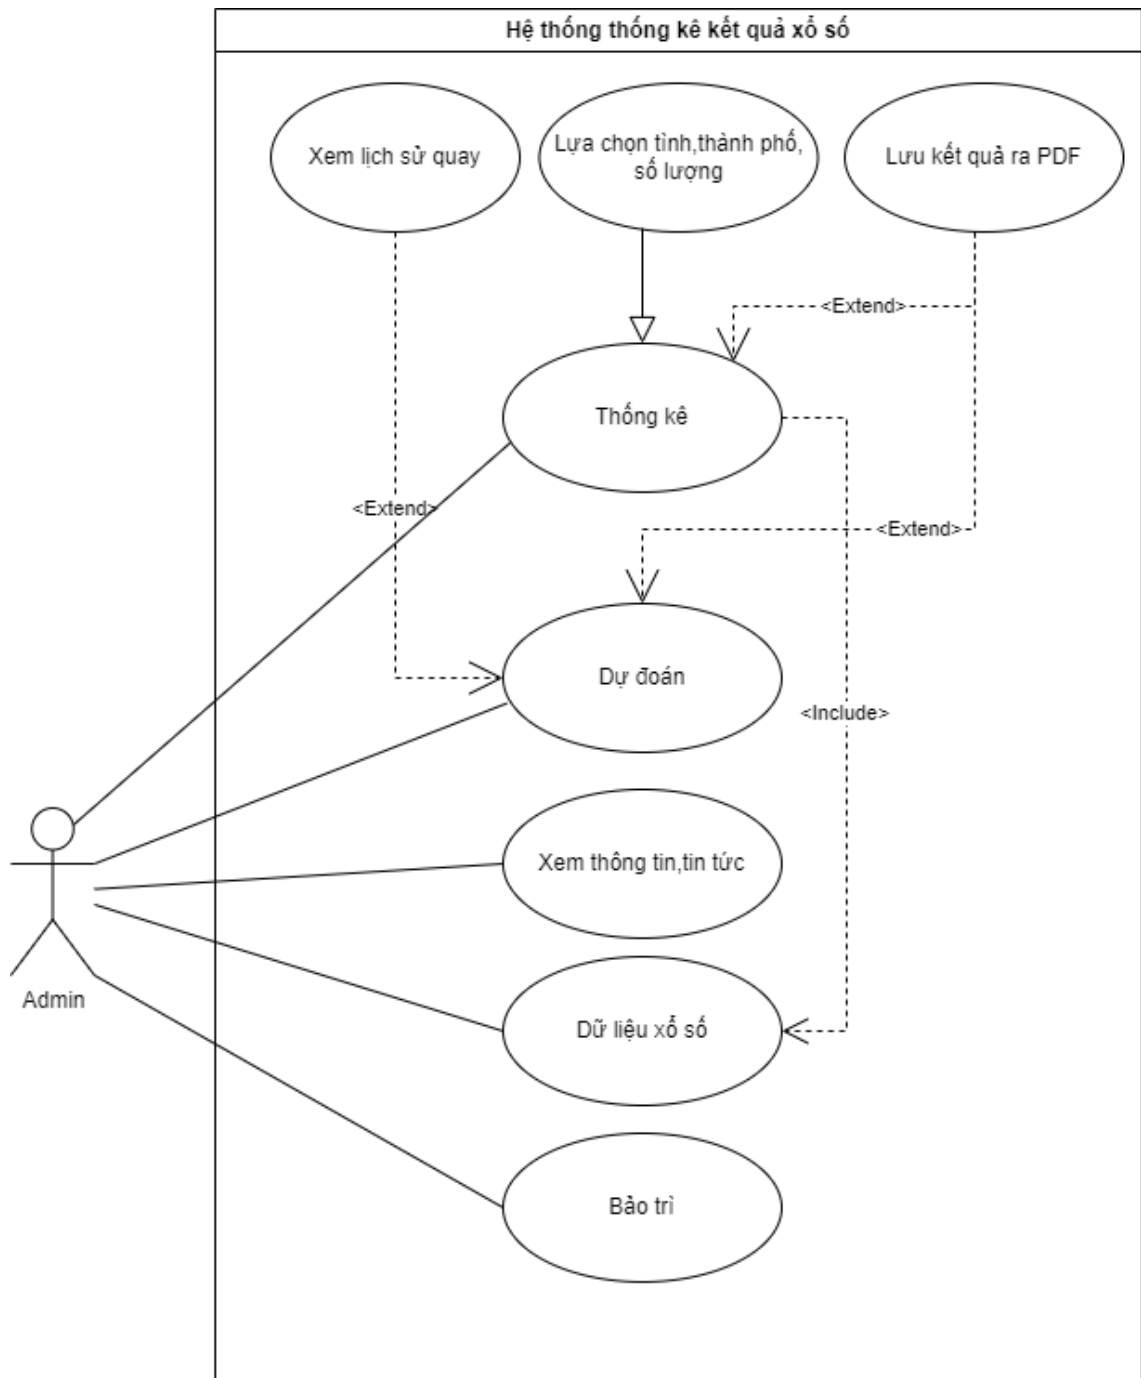 Hệ thống thống kê kết quả xổ số
Xem lịch sử quay
Lựa chọn tỉnh,thành phố,
số lượng
Lưu kết quả ra PDF
<Extend>
Thống kê
<Extend>
<Extend>
Dự đoán
<Include>
Xem thông tin,tin tức
Admin
Dữ liệu xổ số
Bảo trì